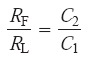 R_F / R_L = C_2 / C_1